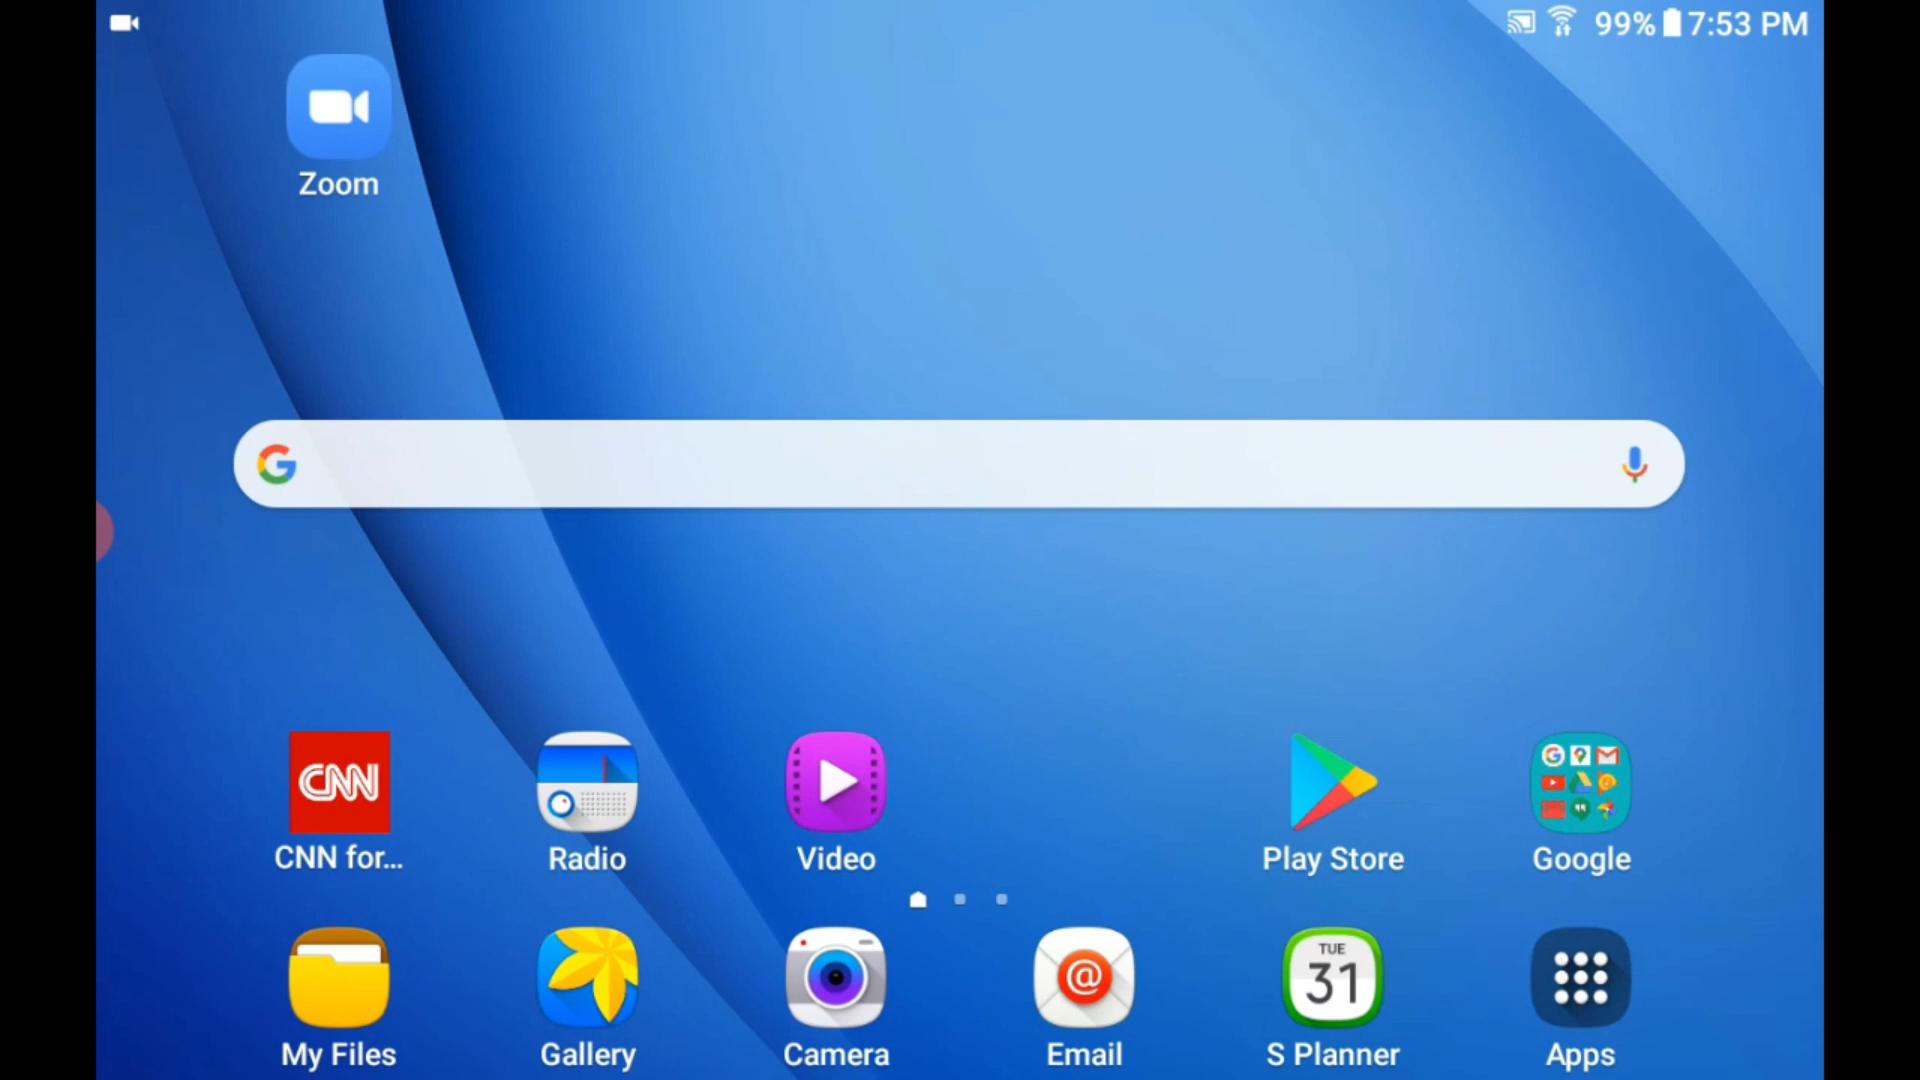 99% 7:53 PM
Zoom
G
CNN
CNN for...
Radio
Video
Play Store
Google
TUE
31
@
My Files
Gallery
Camera
Email
S Planner
Apps